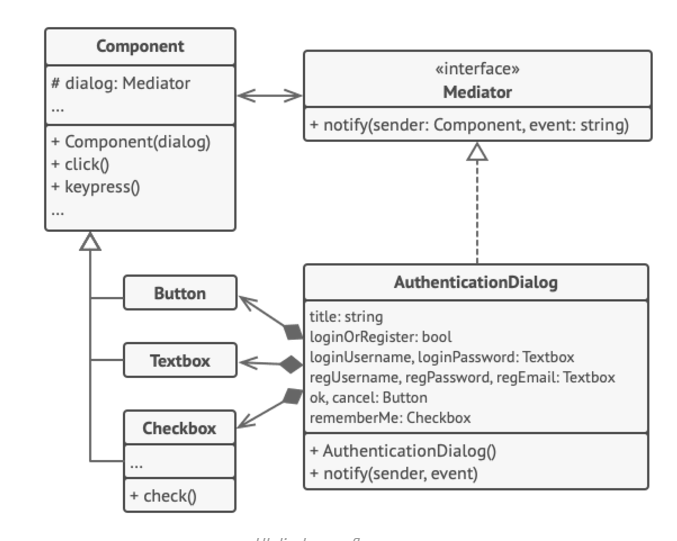 Component
# dialog: Mediator
...
+ Component(dialog)
+ click()
+ keypress()
...
«interface»
Mediator
+ notify(sender: Component, event: string)
Button
Textbox
Checkbox
...
+ check()
AuthenticationDialog
title: string
loginOrRegister: bool
loginUsername, loginPassword: Textbox
regUsername, regPassword, regEmail: Textbox
ok, cancel: Button
rememberMe: Checkbox
+ AuthenticationDialog()
+ notify(sender, event)